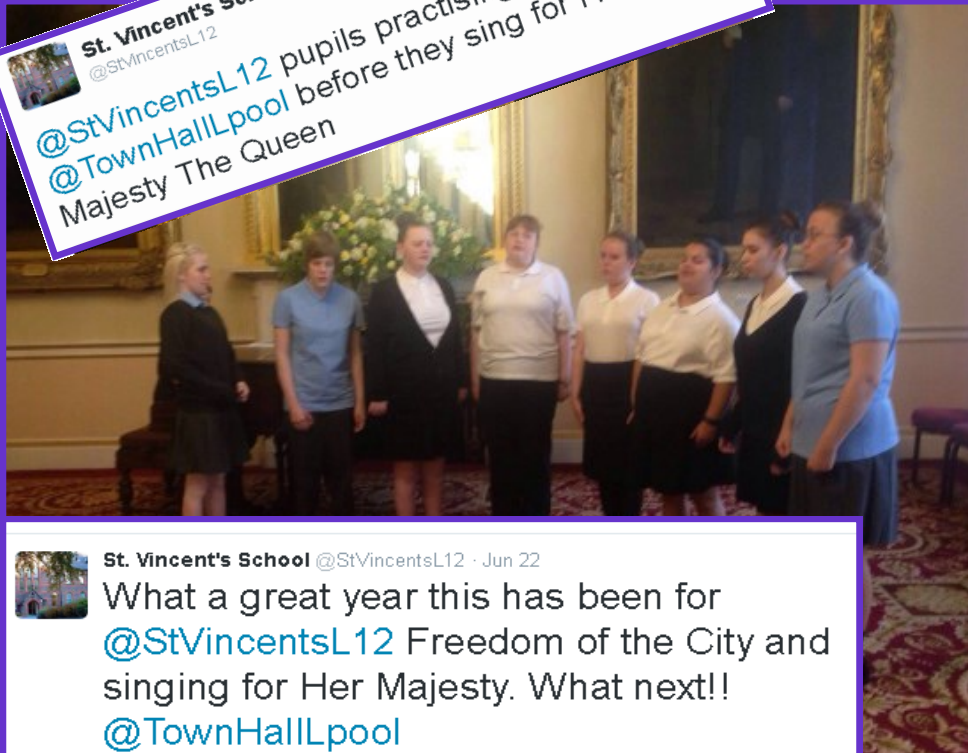 St. Vincent's
@StVincentsL12
@StVincentsL12 pupils
@TownHallLpool before they sing for
Majesty The Queen
St. Vincent's School @StVincentsL12 · Jun 22
What a great year this has been for
@StVincentsL12 Freedom of the City and
singing for Her Majesty. What next!!
@TownHallLpool